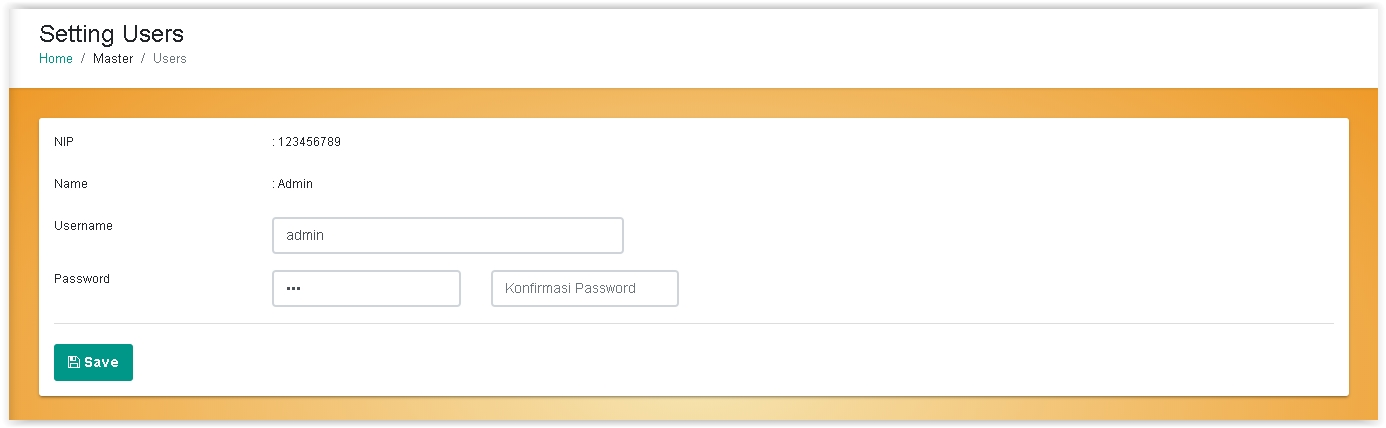 Setting Users
Home / Master / Users
NIP : 123456789
Name : Admin
Username admin
Password ••• Konfirmasi Password
Save